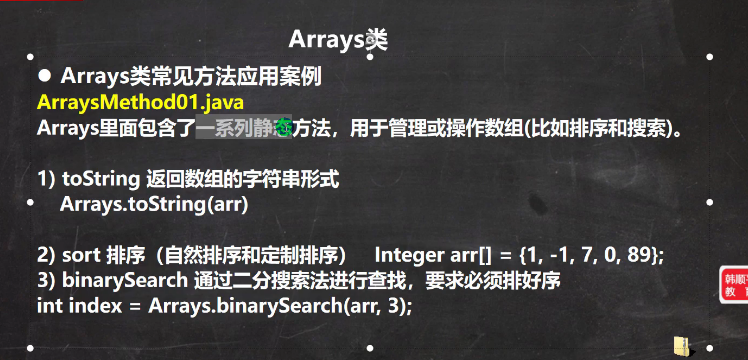 Arrays类
● Arrays类常见方法应用案例
ArraysMethod01.java
Arrays里面包含了一系列静态方法，用于管理或操作数组(比如排序和搜索)。
1) toString 返回数组的字符串形式
Arrays.toString(arr)
2) sort 排序（自然排序和定制排序） Integer arr[] = {1, -1, 7, 0, 89};
3) binarySearch 通过二分搜索法进行查找，要求必须排好序
int index = Arrays.binarySearch(arr, 3);
韩顺
教